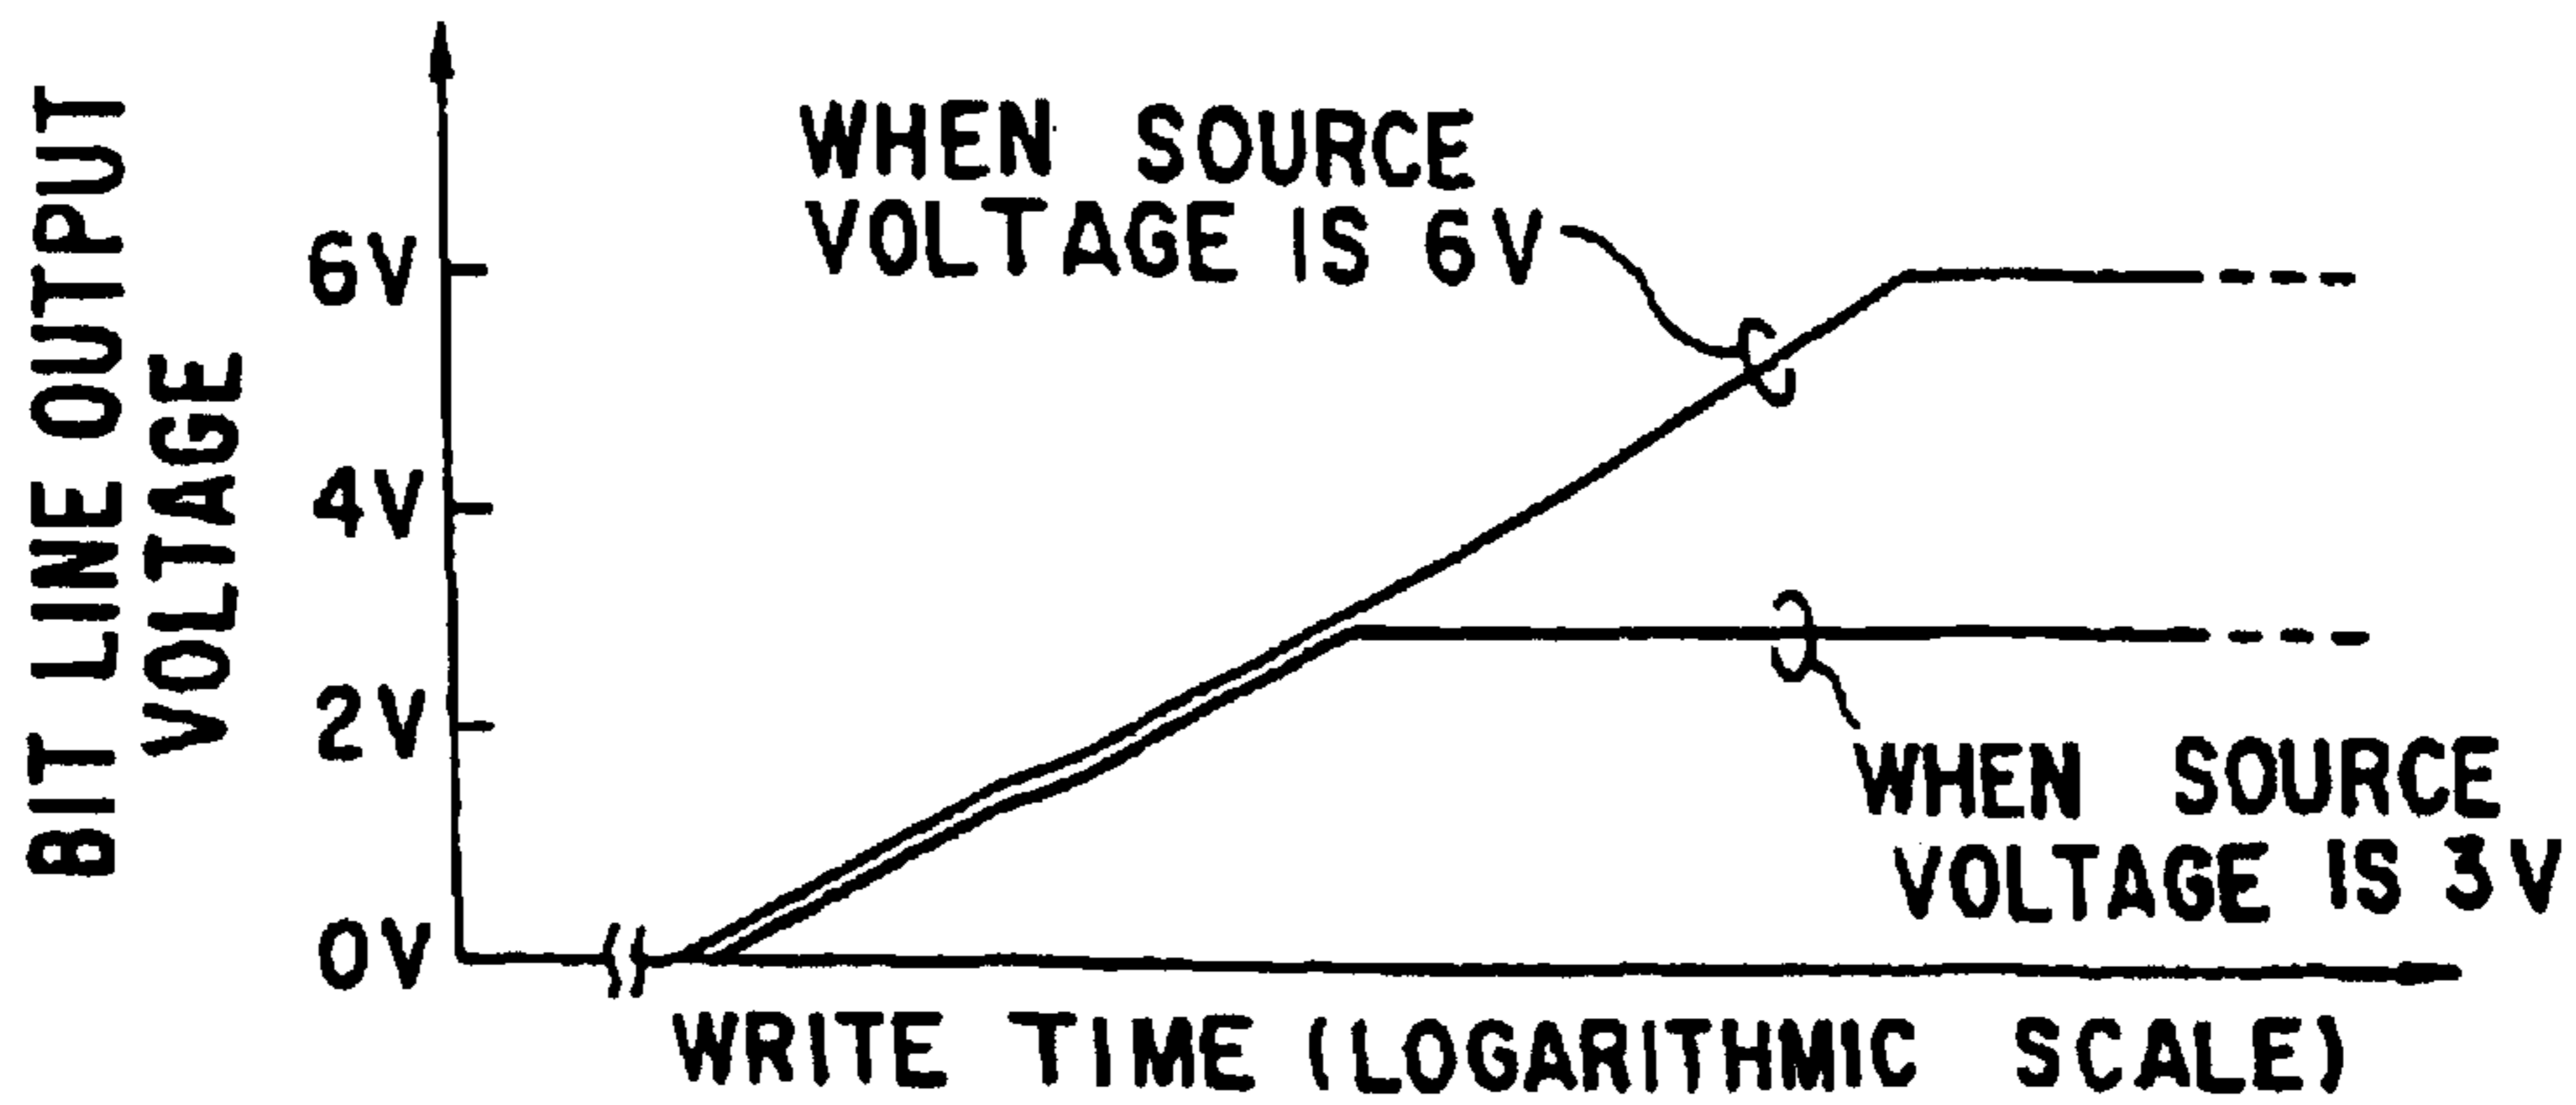 BIT LINE OUTPUT
VOLTAGE
6V
4V
2V
0V
WHEN SOURCE
VOLTAGE IS 6V
WHEN SOURCE
VOLTAGE IS 3V
WRITE TIME (LOGARITHMIC SCALE)